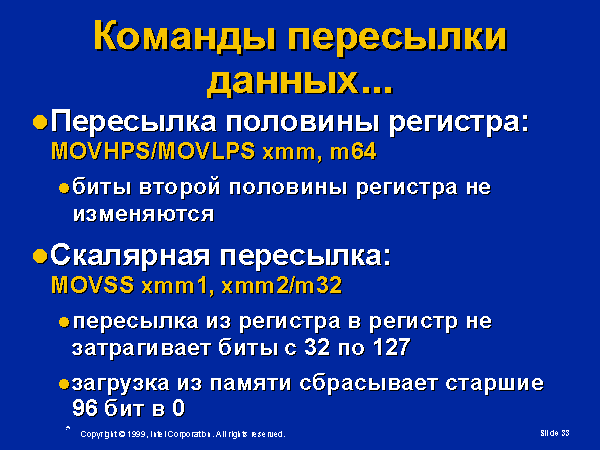 Команды пересылки
данных...
Пересылка половины регистра:
MOVHPS/MOVLPS xmm, m64
биты второй половины регистра не
изменяются
Скалярная пересылка:
MOVSS xmm1, xmm2/m32
пересылка из регистра в регистр не
затрагивает биты с 32 по 127
загрузка из памяти сбрасывает старшие
96 бит в 0
* Copyright © 1999, Intel Corporation. All rights reserved.
Slide 33